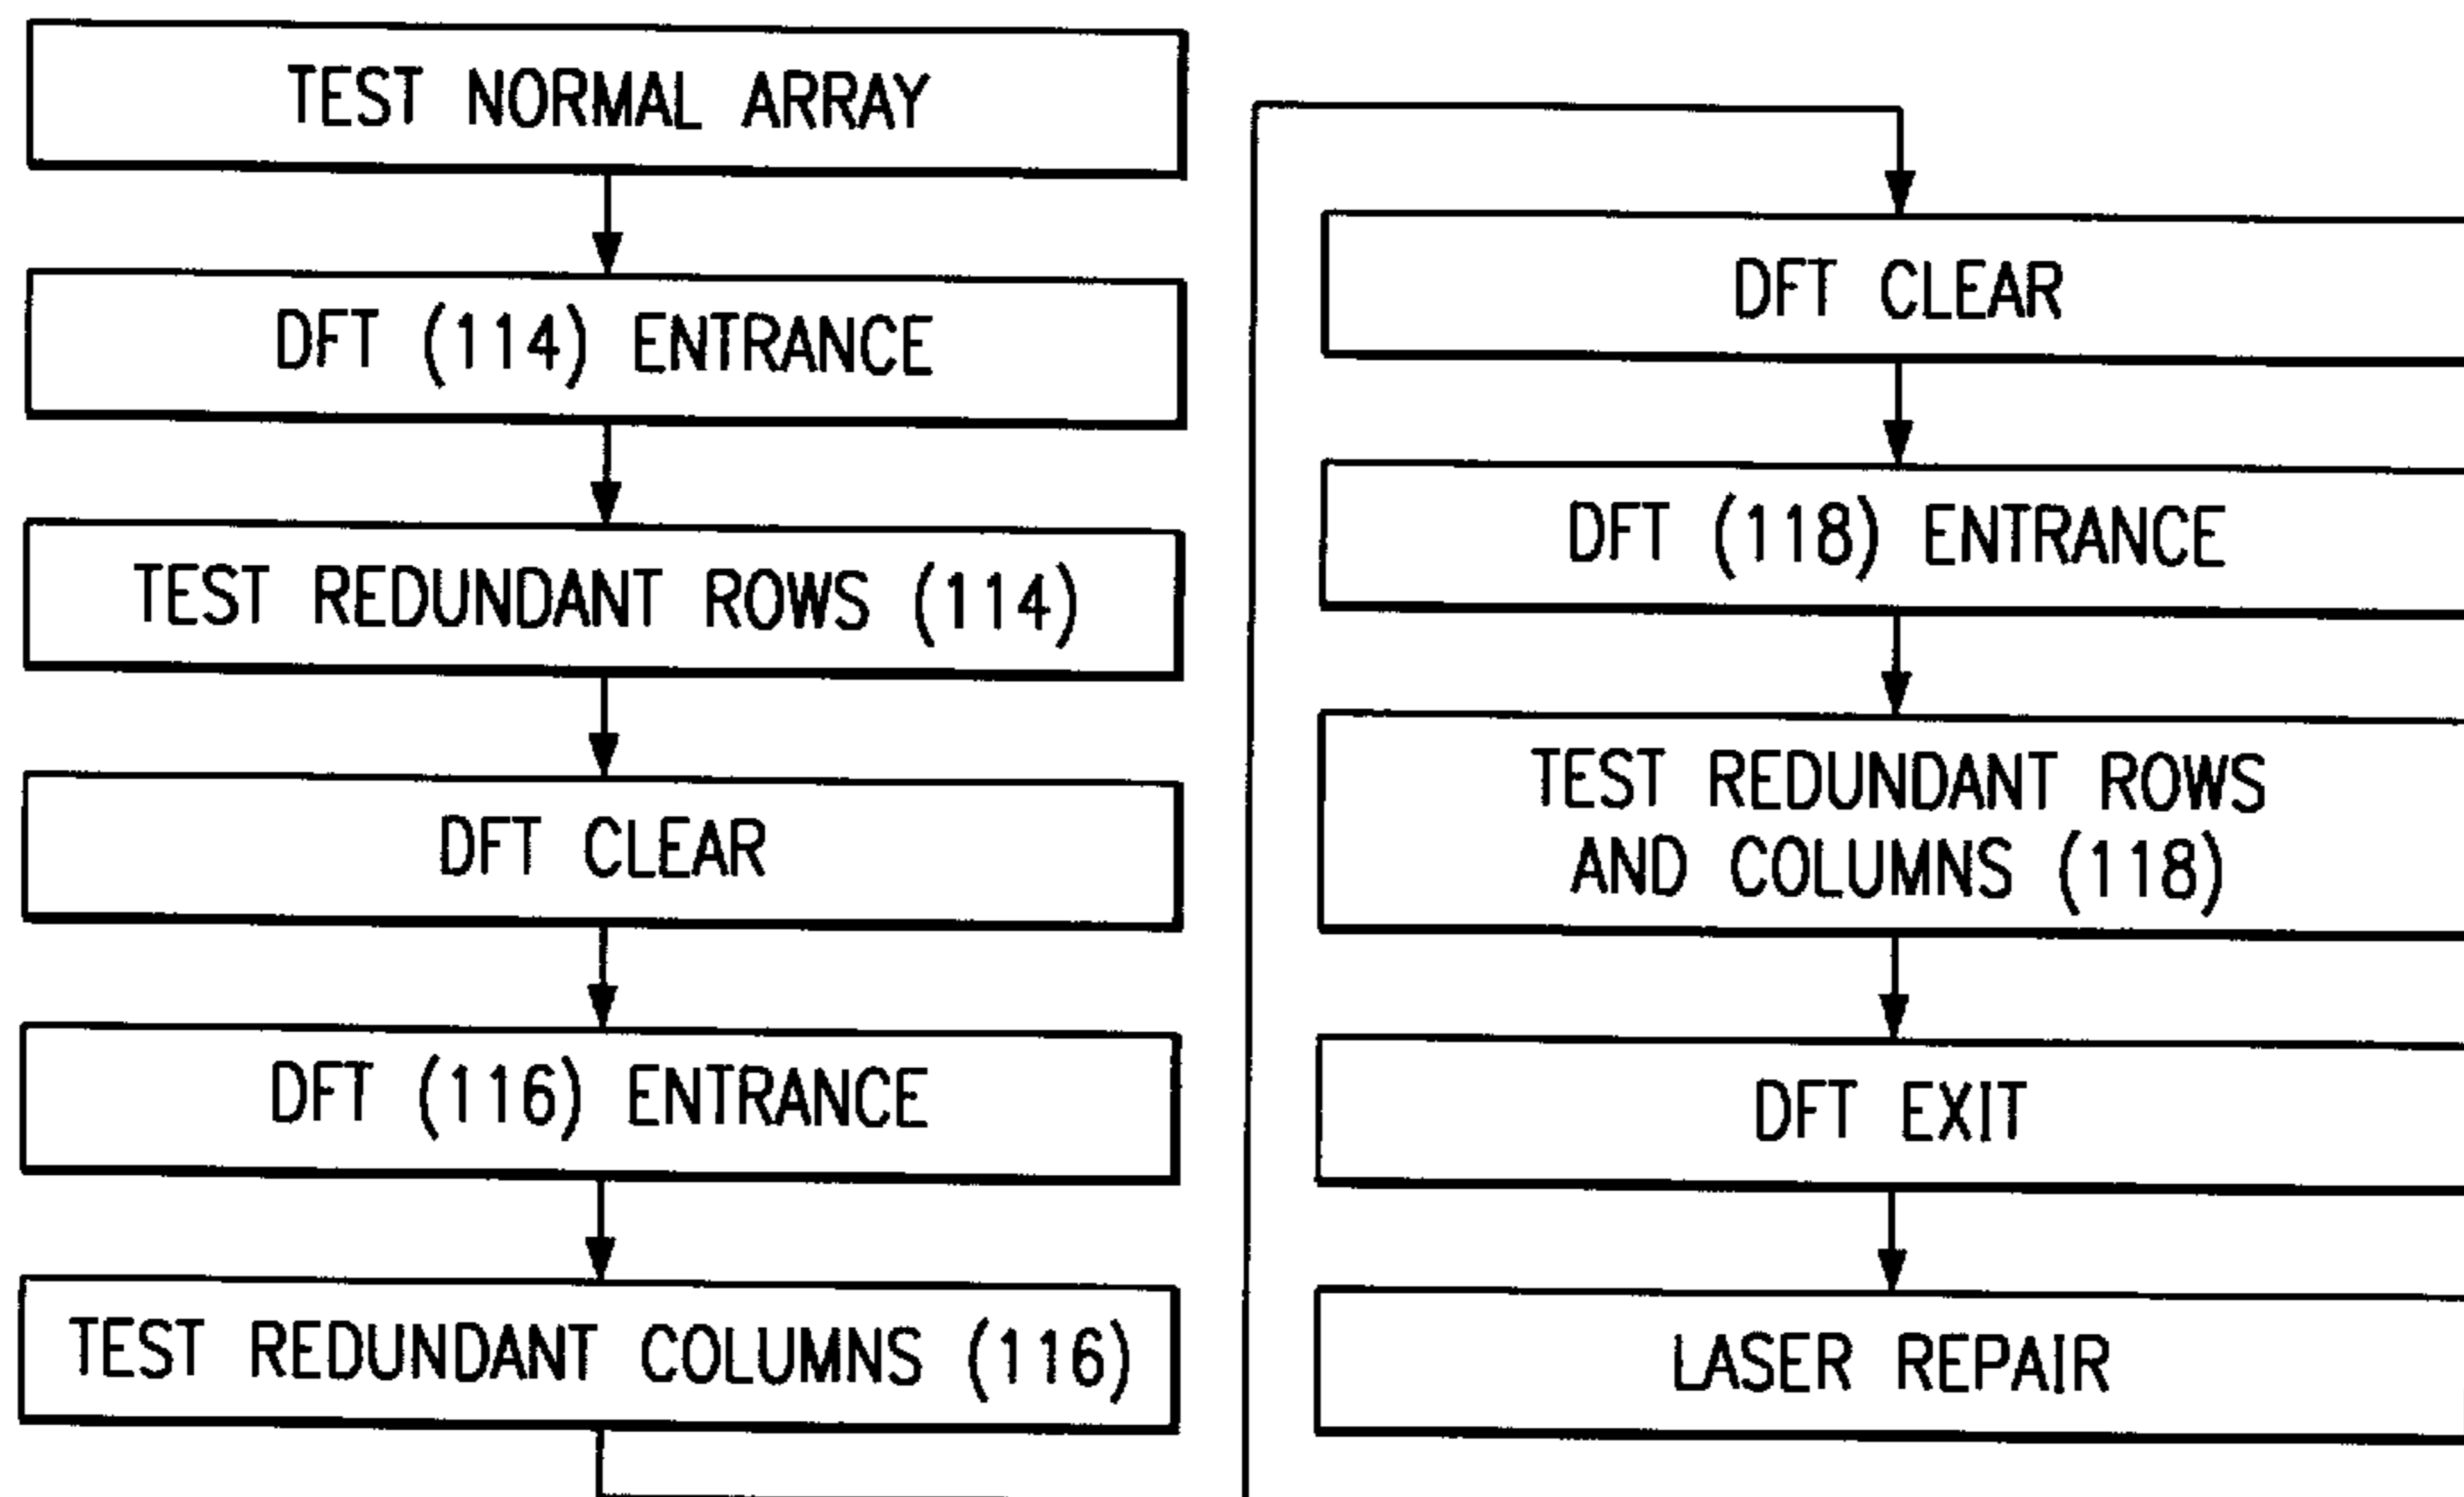 TEST NORMAL ARRAY
DFT (114) ENTRANCE
TEST REDUNDANT ROWS (114)
DFT CLEAR
DFT (116) ENTRANCE
TEST REDUNDANT COLUMNS (116)
DFT CLEAR
DFT (118) ENTRANCE
TEST REDUNDANT ROWS
AND COLUMNS (118)
DFT EXIT
LASER REPAIR